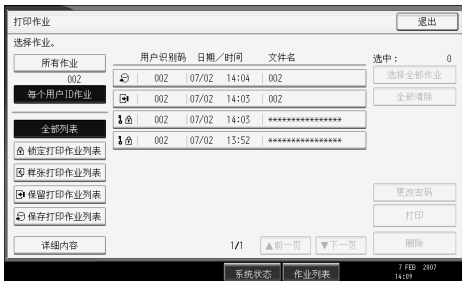 打印作业
退出
选择作业。
所有作业
002
每个用户ID作业
全部列表
锁定打印作业列表
样张打印作业列表
保留打印作业列表
保存打印作业列表
详细内容
用户识别码 日期/时间 文件名
002 07/02 14:04 002
002 07/02 14:03 002
002 07/02 14:03 ****************
002 07/02 13:52 ****************
1/1 ▲前一页 ▼下一页
选中: 0
选择全部作业
全部清除
更改密码
打印
删除
系统状态 作业列表
7 FEB 2007
14:09